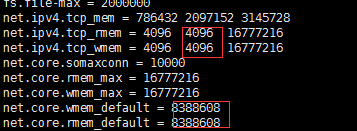 fs.file-max = 2000000
net.ipv4.tcp_mem = 786432 2097152 3145728
net.ipv4.tcp_rmem = 4096 4096 16777216
net.ipv4.tcp_wmem = 4096 4096 16777216
net.core.somaxconn = 10000
net.core.rmem_max = 16777216
net.core.wmem_max = 16777216
net.core.wmem_default = 8388608
net.core.rmem_default = 8388608